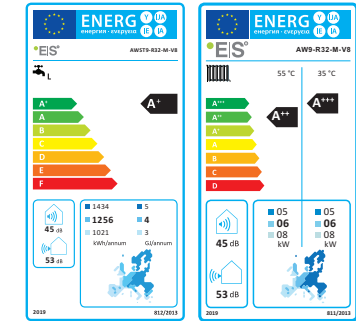 ENERG Y IJA IE IA
енергия · ενεργεια
°EIS°
AWST9-R32-M-V8
L
A+
A
B
C
D
E
F
A+
45 dB
53 dB
1434 5
1256 4
1021 3
kWh/annum GJ/annum
2019 812/2013
ENERG Y IJA IE IA
енергия · ενεργεια
°EIS°
AW9-R32-M-V8
55 °C 35 °C
A+++
A++
A+
A
B
C
D
A++
A+++
45 dB
53 dB
05 05
06 06
08 08
kW kW
2019 811/2013